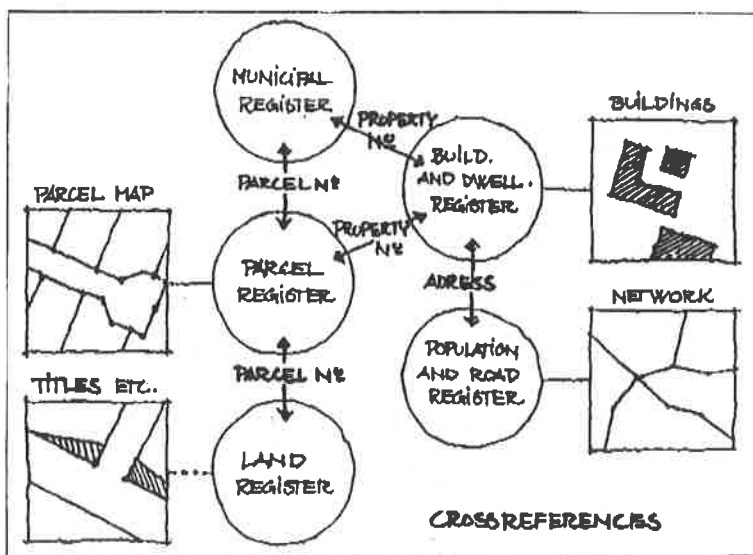 MUNICIPAL
REGISTER
BUILDINGS
PROPERTY
Nº
BUILD.
AND DWELL.
REGISTER
PARCEL Nº
PARCEL MAP
PROPERTY
Nº
PARCEL
REGISTER
ADRESS
NETWORK
POPULATION
AND ROAD
REGISTER
PARCEL Nº
TITLES ETC.
LAND
REGISTER
CROSSREFERENCES